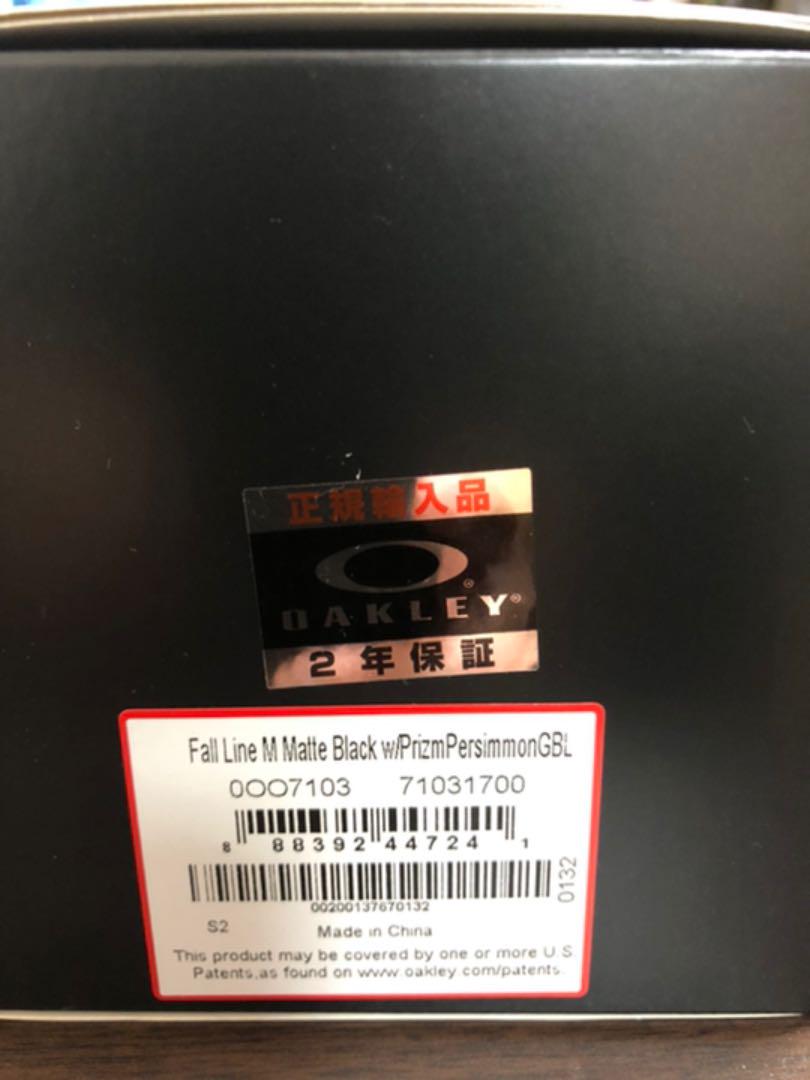 正規輸入品
OAKLEY®
2年保証
Fall Line M Matte Black w/PrizmPersimmonGBL
0OO7103 71031700
8 88392 44724 1
00200137670132
0132
S2 Made in China
This product may be covered by one or more U.S.
Patents,as found on www.oakley.com/patents.